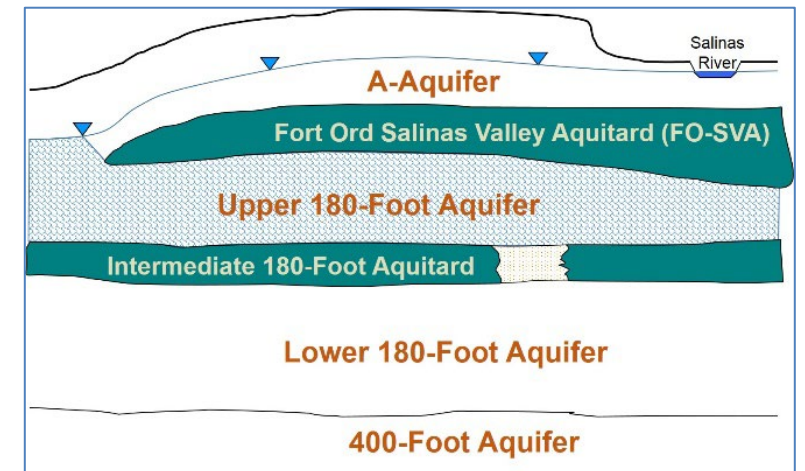 Salinas
River
A-Aquifer
Fort Ord Salinas Valley Aquitard (FO-SVA)
Upper 180-Foot Aquifer
Intermediate 180-Foot Aquitard
Lower 180-Foot Aquifer
400-Foot Aquifer